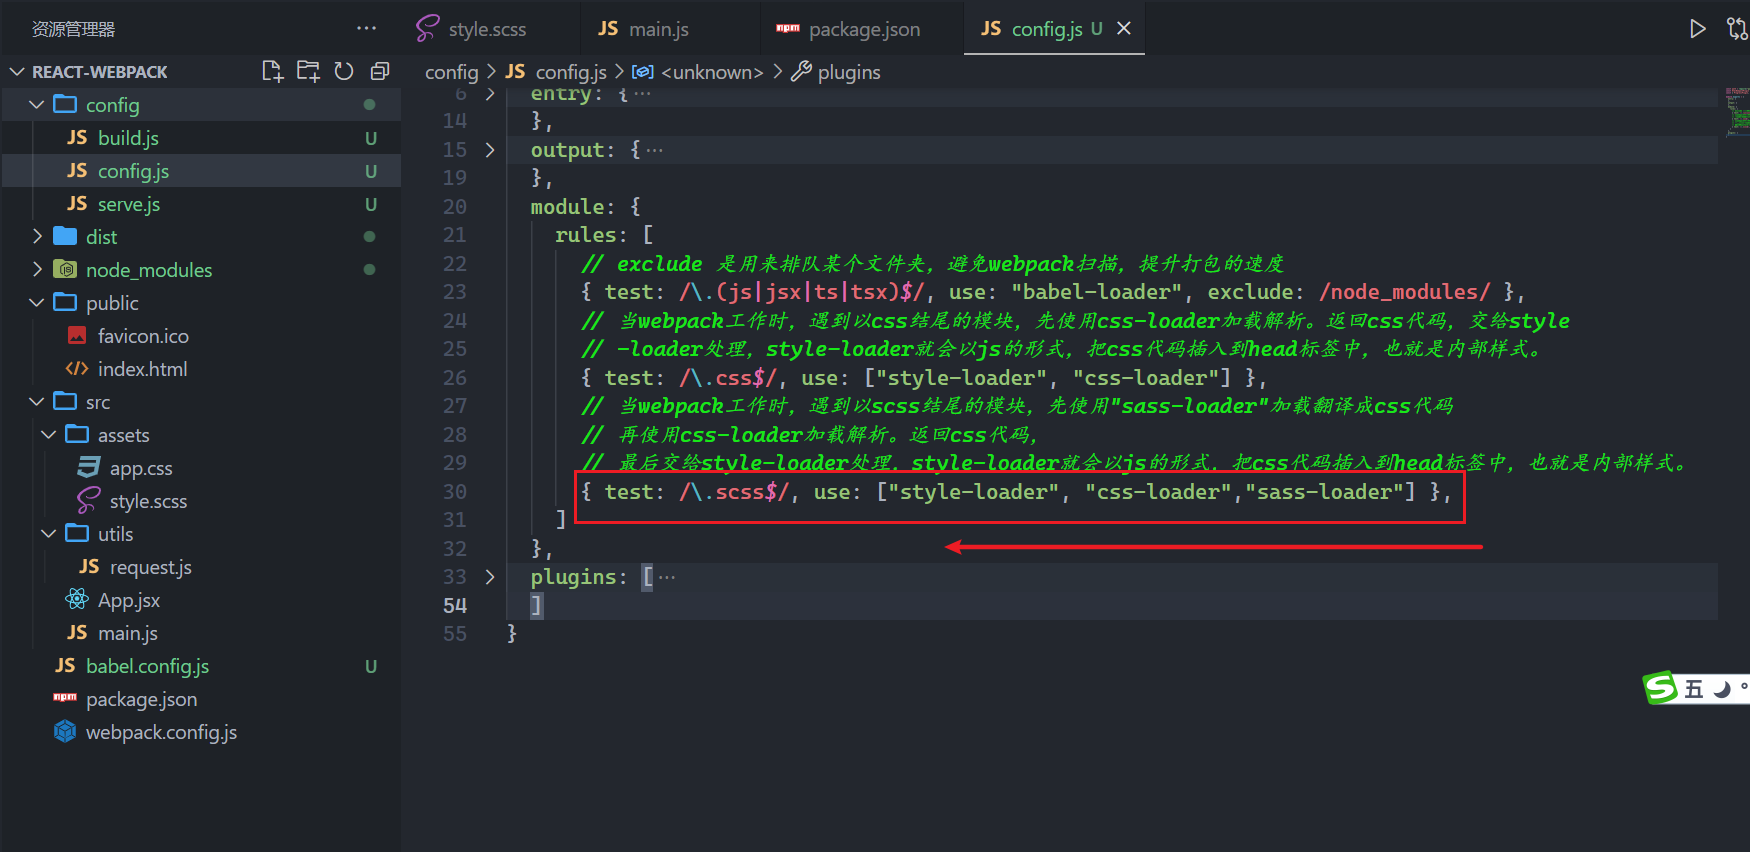 资源管理器
style.scss
JS main.js
package.json
JS config.js U
REACT-WEBPACK
config > JS config.js > <unknown> > plugins
config
JS build.js U
JS config.js U
JS serve.js U
dist
node_modules
public
favicon.ico
index.html
src
assets
app.css
style.scss
utils
JS request.js
App.jsx
JS main.js
JS babel.config.js U
package.json
webpack.config.js
6 entry: {···
14 },
15 output: {···
19 },
20 module: {
21 rules: [
22 // exclude 是用来排队某个文件夹，避免webpack扫描，提升打包的速度
23 { test: /\.(js|jsx|ts|tsx)$/, use: "babel-loader", exclude: /node_modules/ },
24 // 当webpack工作时，遇到以css结尾的模块，先使用css-loader加载解析。返回css代码，交给style
25 // -loader处理，style-loader就会以js的形式，把css代码插入到head标签中，也就是内部样式。
26 { test: /\.css$/, use: ["style-loader", "css-loader"] },
27 // 当webpack工作时，遇到以scss结尾的模块，先使用"sass-loader"加载翻译成css代码
28 // 再使用css-loader加载解析。返回css代码，
29 // 最后交给style-loader处理，style-loader就会以js的形式，把css代码插入到head标签中，也就是内部样式。
30 { test: /\.scss$/, use: ["style-loader", "css-loader","sass-loader"] },
31 ]
32 },
33 plugins: [···
54 ]
55 }
五